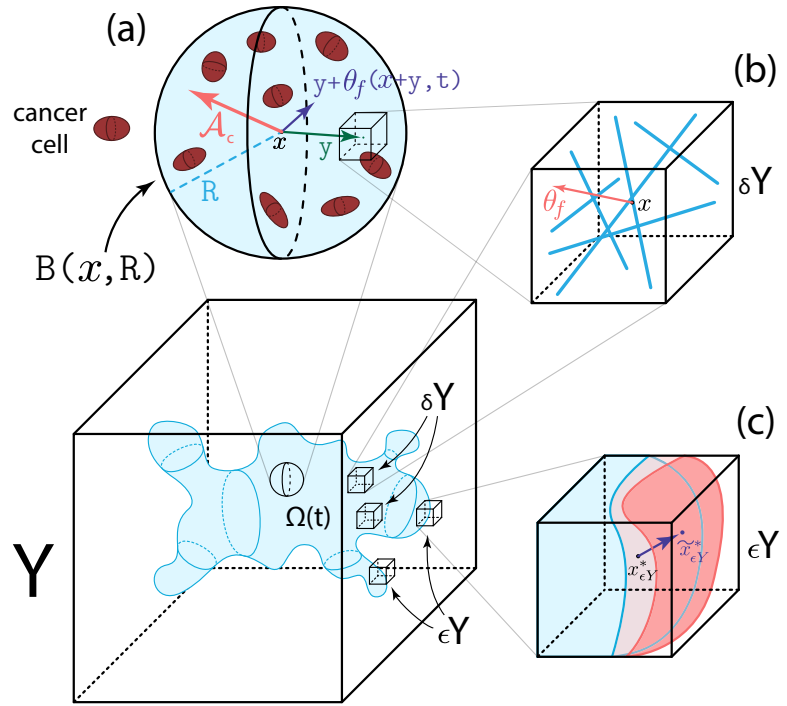 (a)
cancer
cell
y+θ_f(x+y,t)
𝒜_c
x
y
R
B(x,R)
(b)
δY
θ_f
x
δY
Ω(t)
Y
ϵY
(c)
x*_ϵY
x̃*_ϵY
ϵY